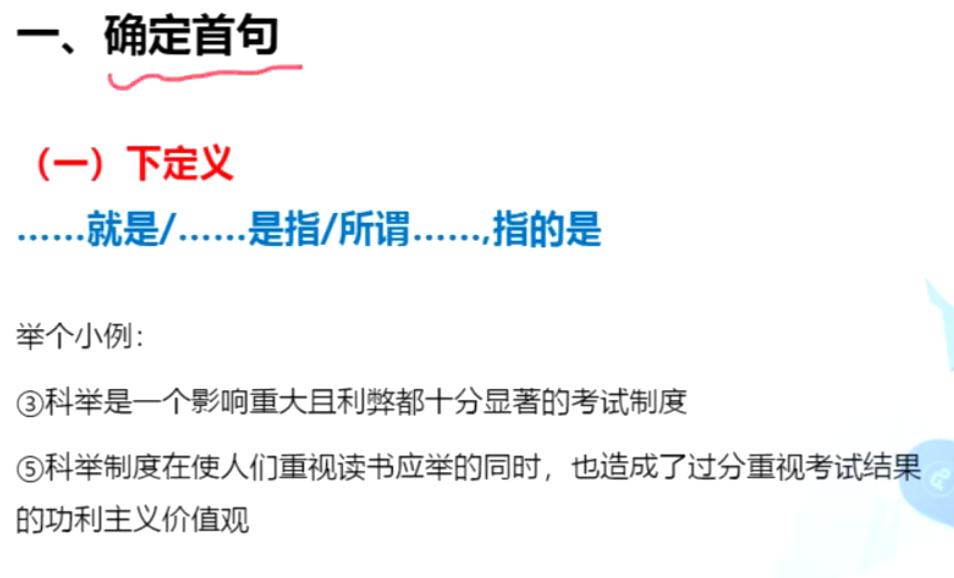 一、确定首句
（一）下定义
……就是/……是指/所谓……,指的是
举个小例：
③科举是一个影响重大且利弊都十分显著的考试制度
⑤科举制度在使人们重视读书应举的同时，也造成了过分重视考试结果
的功利主义价值观